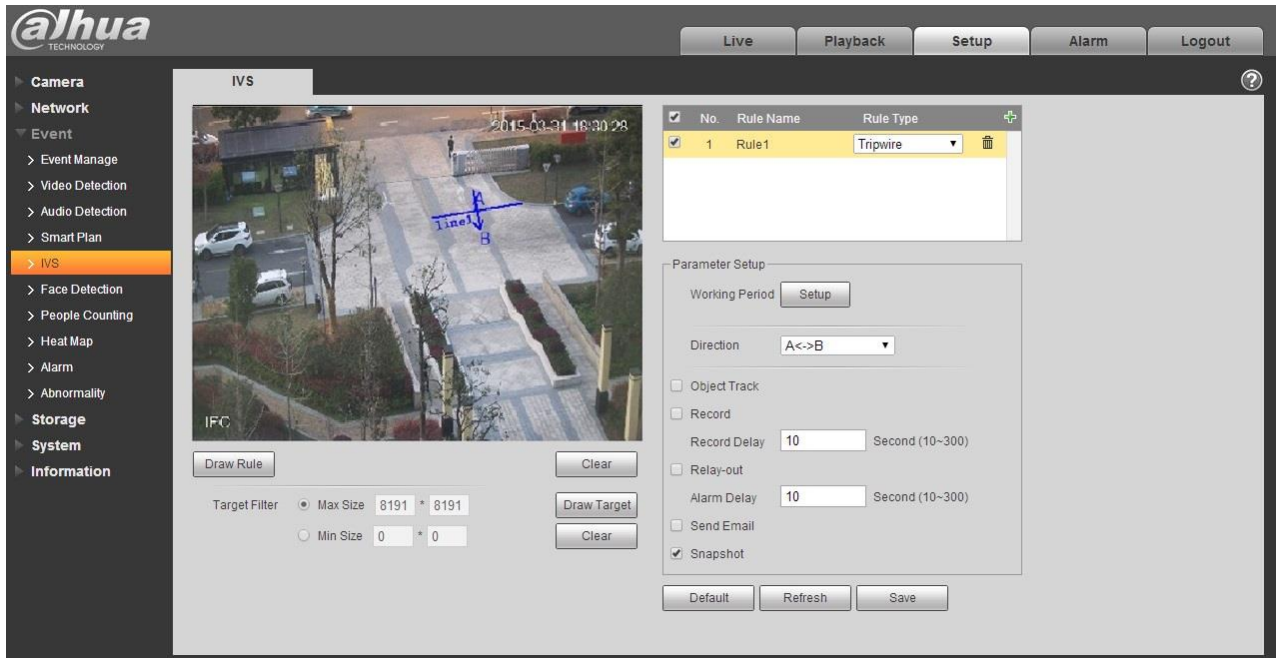 alhua
TECHNOLOGY
Live
Playback
Setup
Alarm
Logout
Camera
Network
Event
> Event Manage
> Video Detection
> Audio Detection
> Smart Plan
> IVS
> Face Detection
> People Counting
> Heat Map
> Alarm
> Abnormality
Storage
System
Information
IVS
?
2015-03-31 18:30:28
A
line1
B
IPC
Draw Rule
Clear
Target Filter Max Size 8191 * 8191
Draw Target
Min Size 0 * 0
Clear
No. Rule Name Rule Type
1 Rule1 Tripwire
Parameter Setup
Working Period Setup
Direction A<->B
Object Track
Record
Record Delay 10 Second (10~300)
Relay-out
Alarm Delay 10 Second (10~300)
Send Email
Snapshot
Default
Refresh
Save